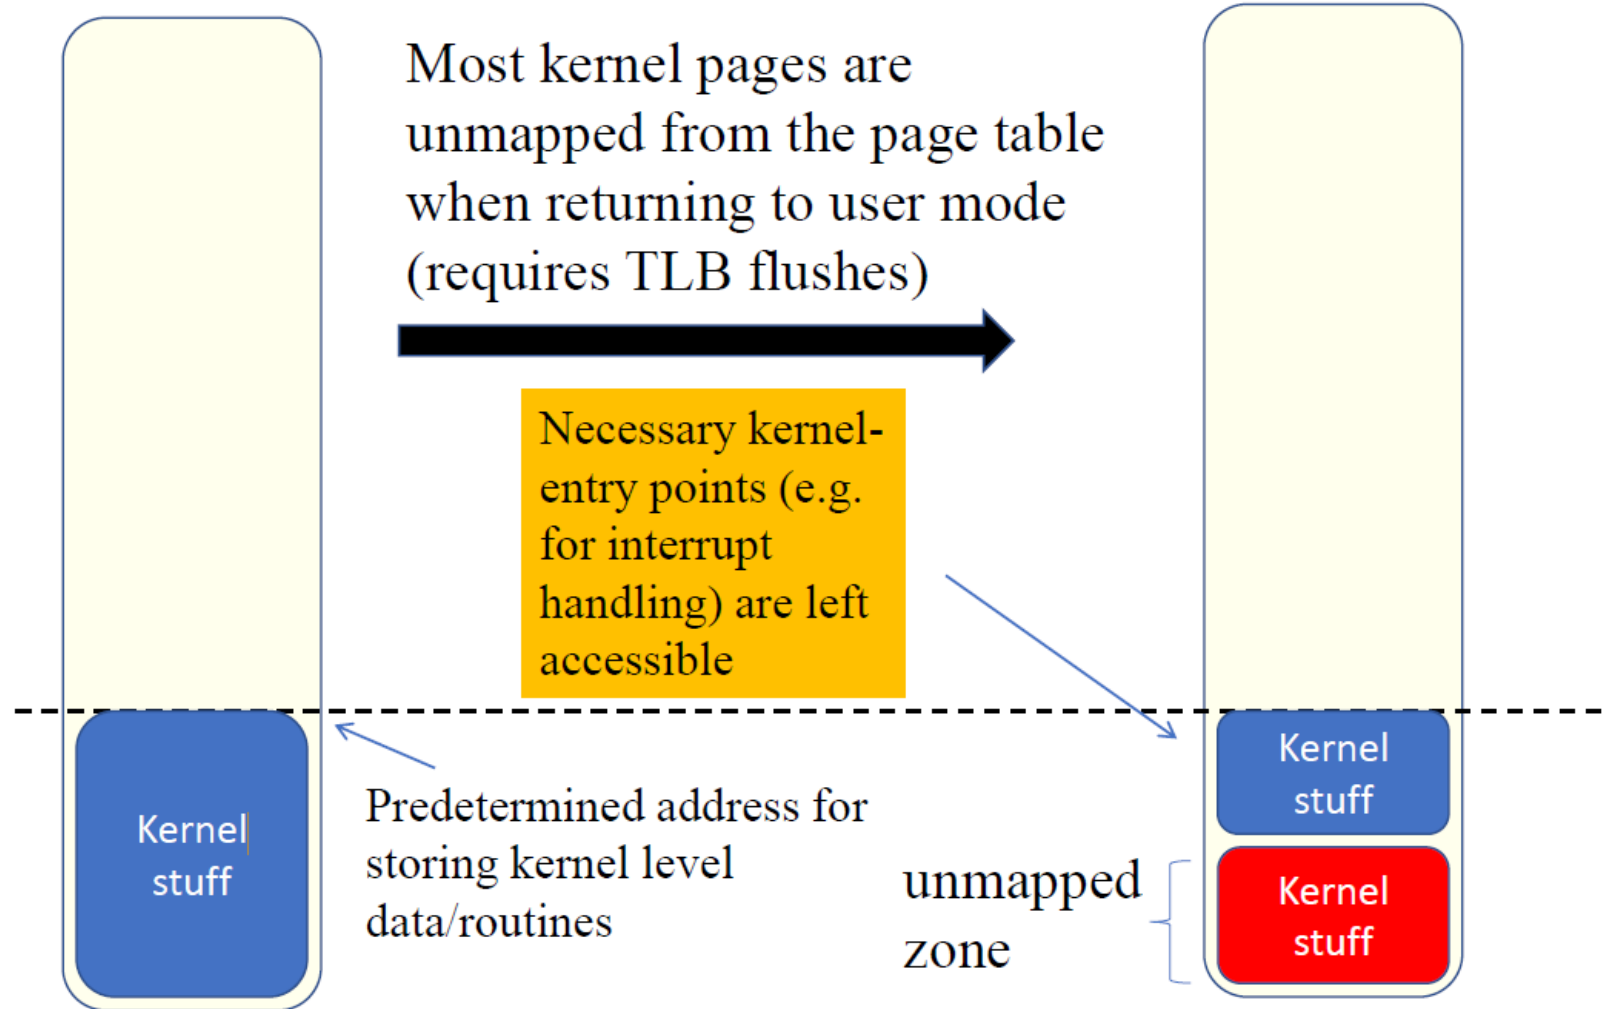 Most kernel pages are
unmapped from the page table
when returning to user mode
(requires TLB flushes)
Necessary kernel-
entry points (e.g.
for interrupt
handling) are left
accessible
Kernel
stuff
Predetermined address for
storing kernel level
data/routines
unmapped
zone
Kernel
stuff
Kernel
stuff